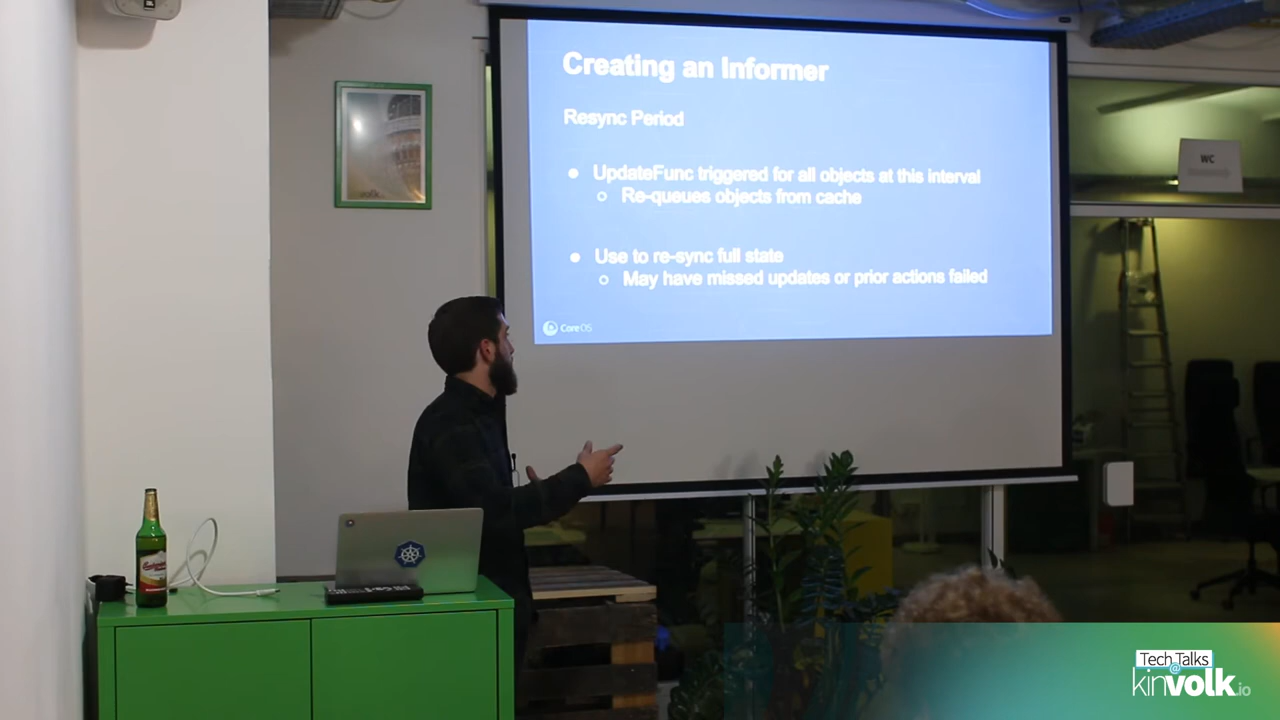 Creating an Informer
Resync Period
UpdateFunc triggered for all objects at this interval
Re-queues objects from cache
Use to re-sync full state
May have missed updates or prior actions failed
CoreOS
WC
volk
Tech Talks
@
kinvolk.io